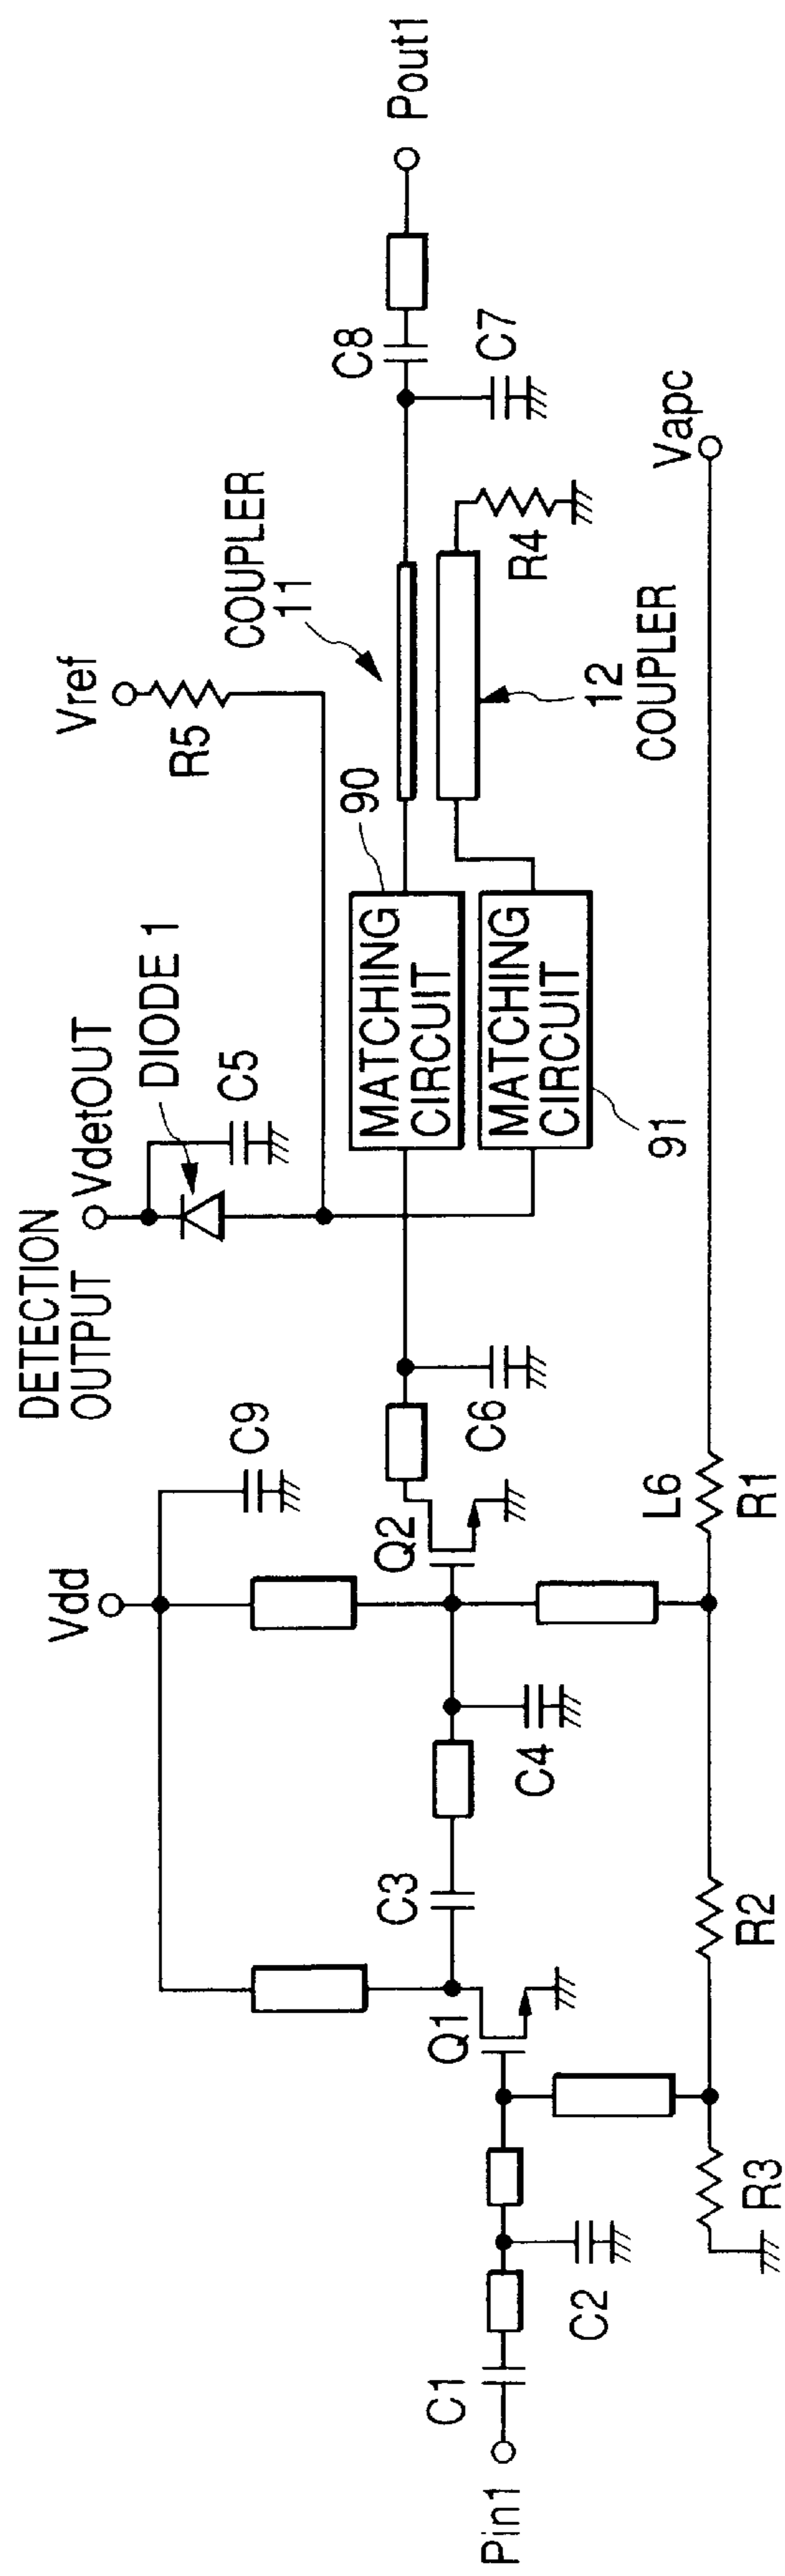 Pin1
C1
C2
R3
Q1
R2
C3
C4
Vdd
Q2
L6
R1
C9
C6
DETECTION
OUTPUT
VdetOUT
DIODE 1
C5
MATCHING
CIRCUIT
90
MATCHING
CIRCUIT
91
Vref
R5
COUPLER
11
12
COUPLER
R4
Vapc
C8
C7
Pout1